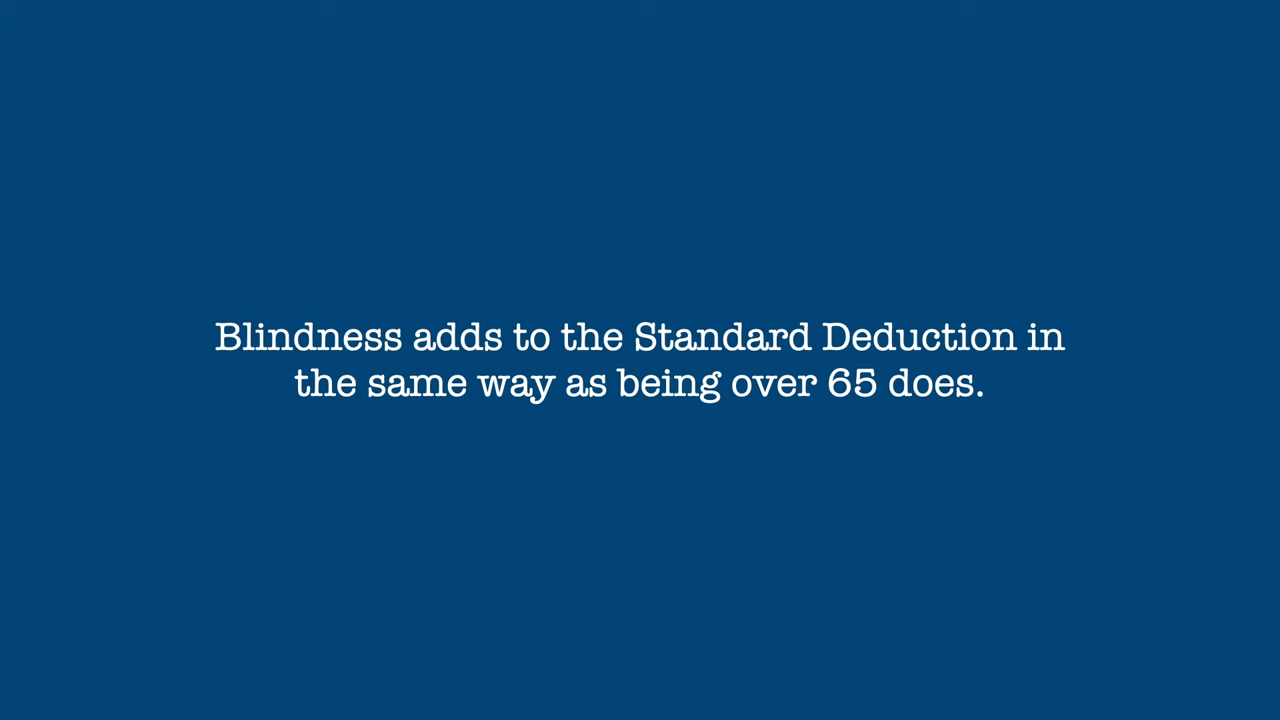 Blindness adds to the Standard Deduction in
the same way as being over 65 does.